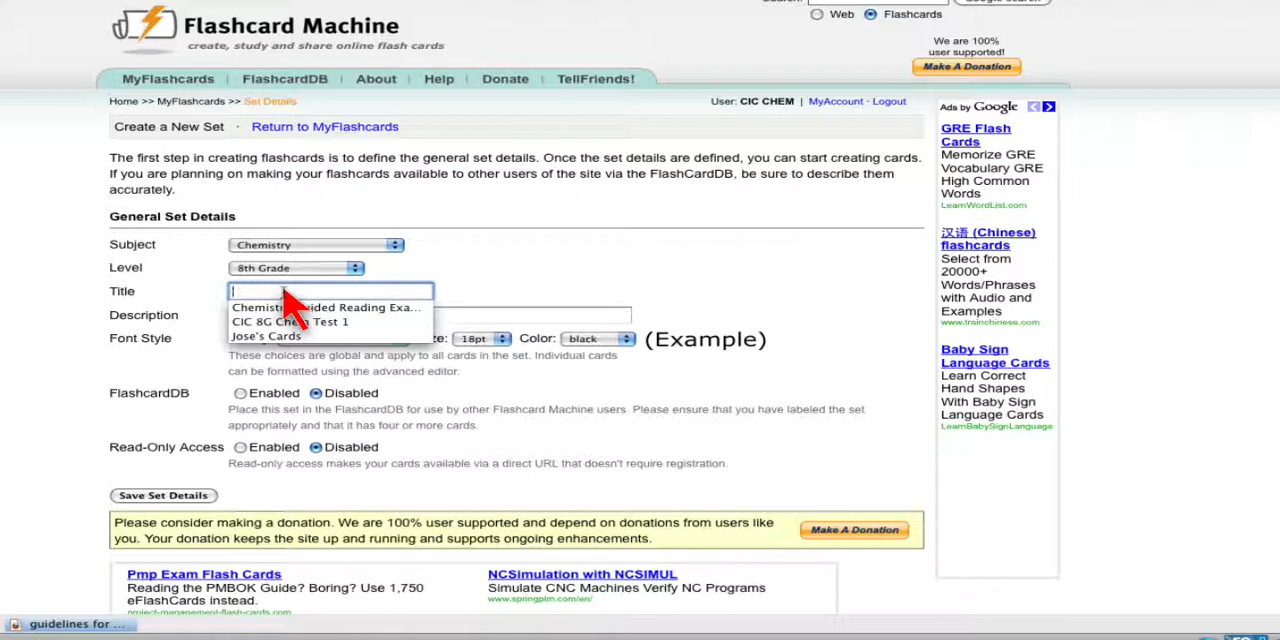 Flashcard Machine
create, study and share online flash cards
Web Flashcards
We are 100%
user supported!
Make A Donation
MyFlashcards FlashcardDB About Help Donate TellFriends!
Home >> MyFlashcards >> Set Details
User: CIC CHEM | MyAccount · Logout
Create a New Set · Return to MyFlashcards
The first step in creating flashcards is to define the general set details. Once the set details are defined, you can start creating cards.
If you are planning on making your flashcards available to other users of the site via the FlashCardDB, be sure to describe them
accurately.
General Set Details
Subject Chemistry
Level 8th Grade
Title
Chemist uided Reading Exa...
CIC 8G Ch Test 1
Jose's Cards
Description
Font Style ze: 18pt Color: black (Example)
These choices are global and apply to all cards in the set. Individual cards
can be formatted using the advanced editor.
FlashcardDB Enabled Disabled
Place this set in the FlashcardDB for use by other Flashcard Machine users. Please ensure that you have labeled the set
appropriately and that it has four or more cards.
Read-Only Access Enabled Disabled
Read-only access makes your cards available via a direct URL that doesn't require registration.
Save Set Details
Please consider making a donation. We are 100% user supported and depend on donations from users like
you. Your donation keeps the site up and running and supports ongoing enhancements.
Make A Donation
Pmp Exam Flash Cards
Reading the PMBOK Guide? Boring? Use 1,750
eFlashCards instead.
project-management-flash-cards.com
NCSimulation with NCSIMUL
Simulate CNC Machines Verify NC Programs
www.springplm.com/en/
Ads by Google
GRE Flash
Cards
Memorize GRE
Vocabulary GRE
High Common
Words
LearnWordList.com
汉语 (Chinese)
flashcards
Select from
20000+
Words/Phrases
with Audio and
Examples
www.trainchinese.com
Baby Sign
Language Cards
Learn Correct
Hand Shapes
With Baby Sign
Language Cards
LearnBabySignLanguage
guidelines for ...